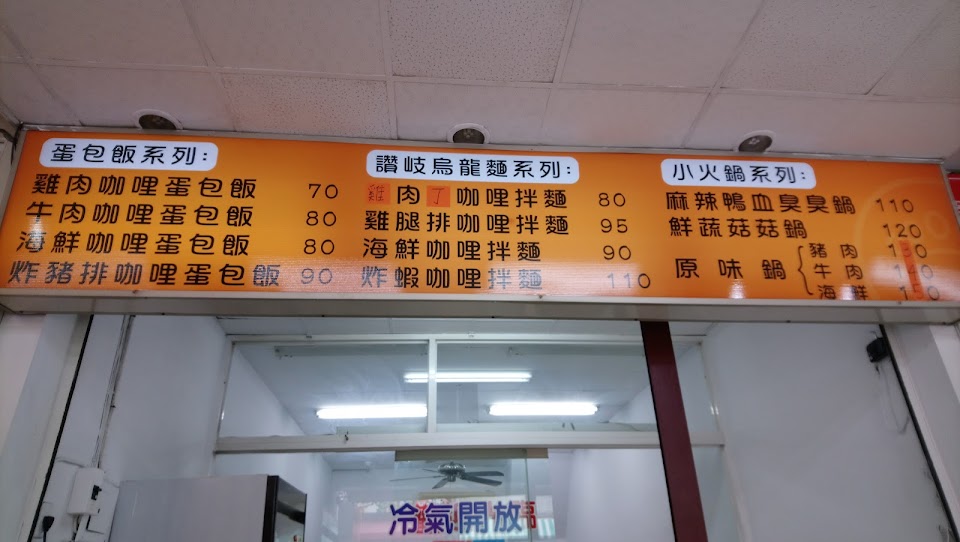 蛋包飯系列:
雞肉咖哩蛋包飯 70
牛肉咖哩蛋包飯 80
海鮮咖哩蛋包飯 80
炸豬排咖哩蛋包飯 90
讚岐烏龍麵系列:
雞肉丁咖哩拌麵 80
雞腿排咖哩拌麵 95
海鮮咖哩拌麵 90
炸蝦咖哩拌麵 110
小火鍋系列:
麻辣鴨血臭臭鍋 110
鮮蔬菇菇鍋 120
原味鍋
豬肉 130
牛肉 140
海鮮
冷氣開放